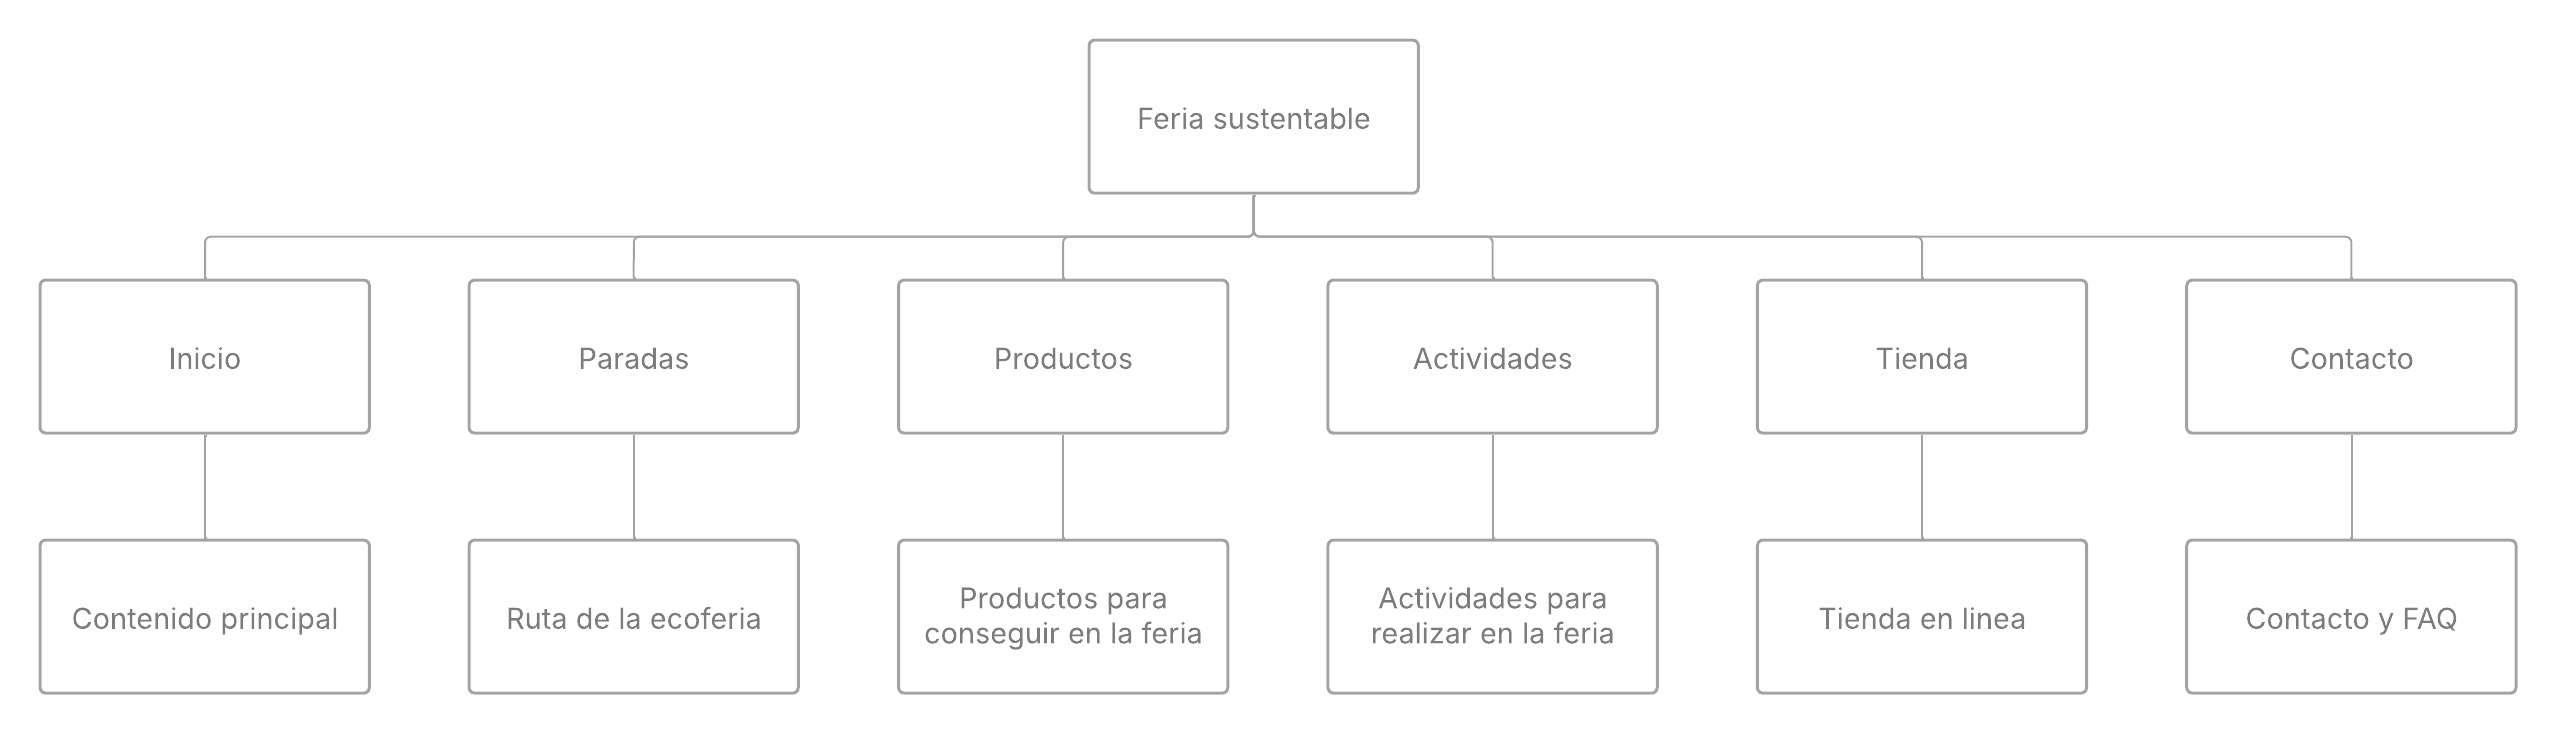 Feria sustentable
Inicio
Paradas
Productos
Actividades
Tienda
Contacto
Contenido principal
Ruta de la ecoferia
Productos para
conseguir en la feria
Actividades para
realizar en la feria
Tienda en linea
Contacto y FAQ